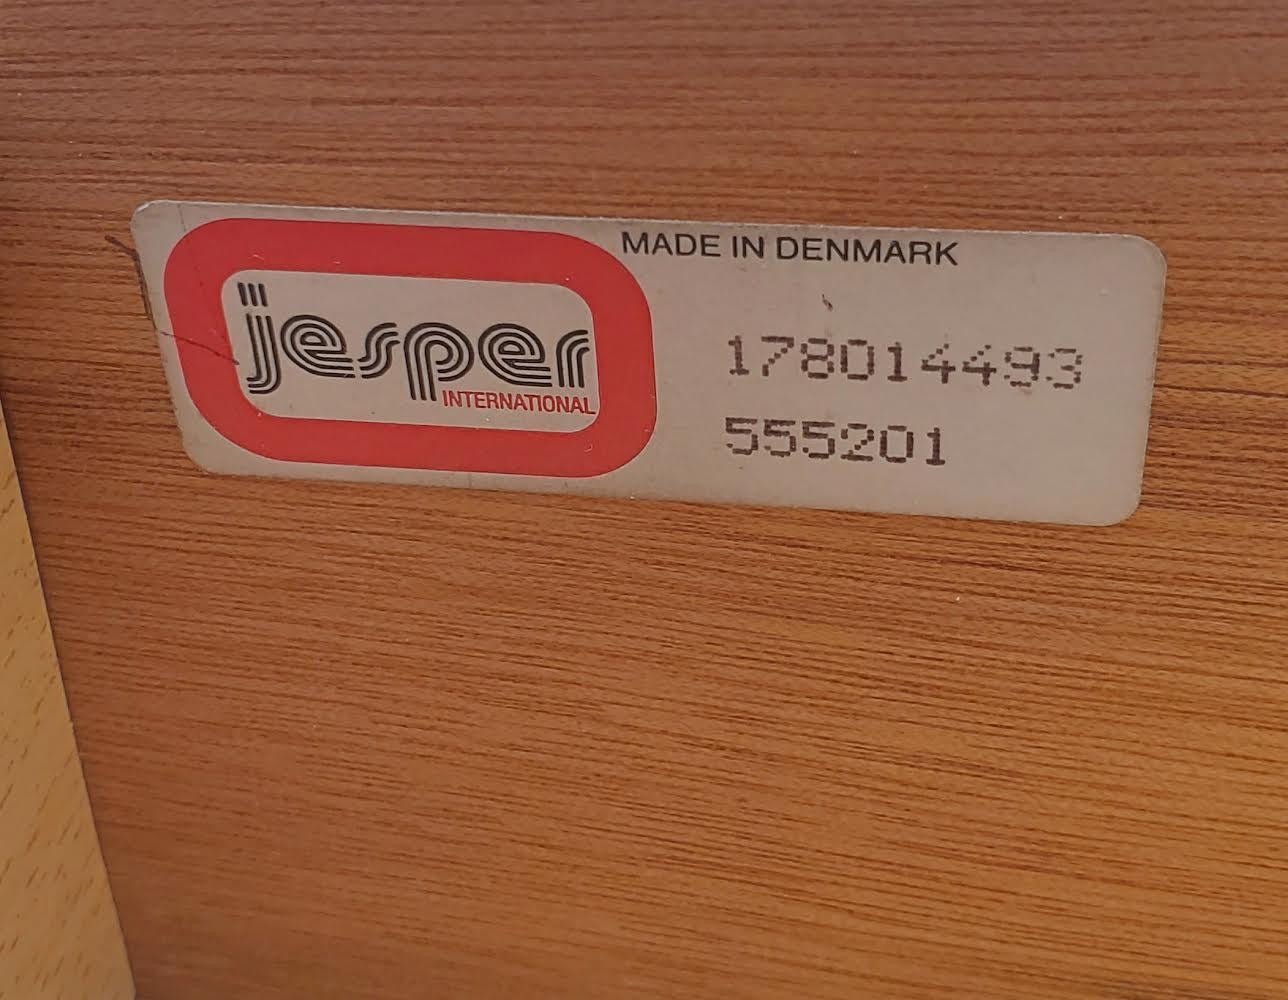 MADE IN DENMARK
jesper
INTERNATIONAL
178014493
555201